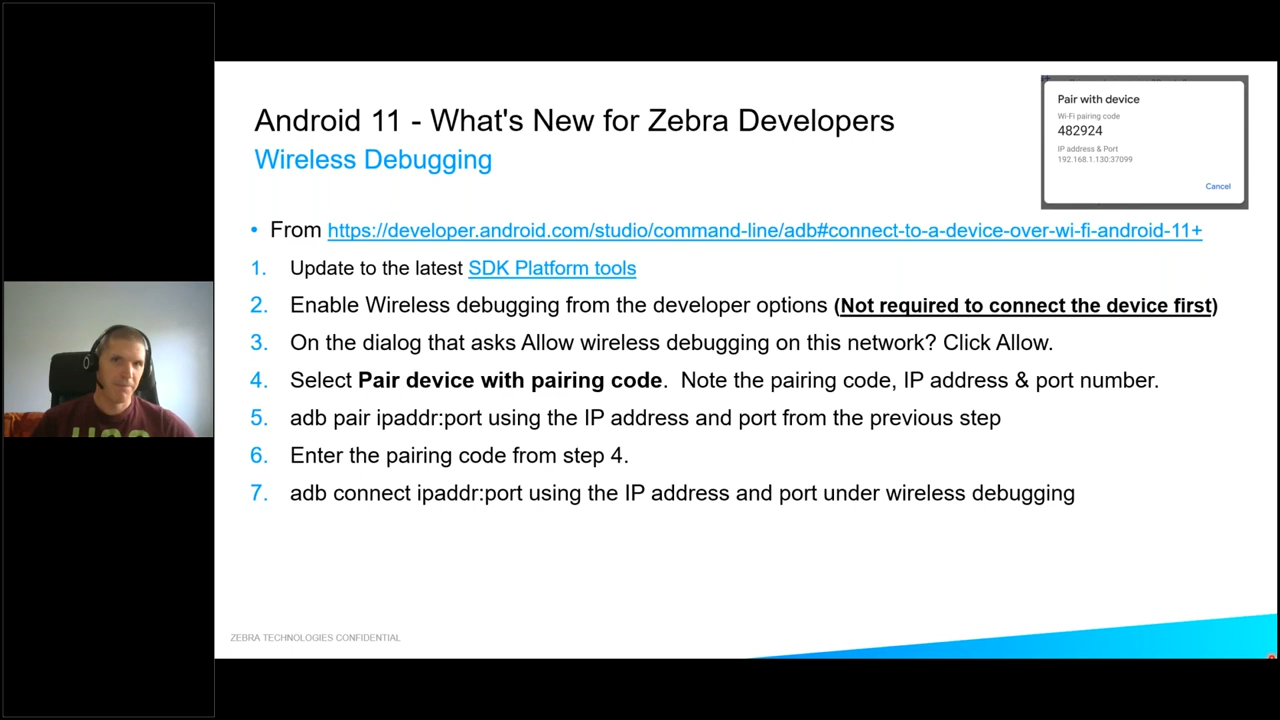 Android 11 - What's New for Zebra Developers
Wireless Debugging
Pair with device
Wi-Fi pairing code
482924
IP address & Port
192.168.1.130:37099
Cancel
• From https://developer.android.com/studio/command-line/adb#connect-to-a-device-over-wi-fi-android-11+
1. Update to the latest SDK Platform tools
2. Enable Wireless debugging from the developer options (Not required to connect the device first)
3. On the dialog that asks Allow wireless debugging on this network? Click Allow.
4. Select Pair device with pairing code. Note the pairing code, IP address & port number.
5. adb pair ipaddr:port using the IP address and port from the previous step
6. Enter the pairing code from step 4.
7. adb connect ipaddr:port using the IP address and port under wireless debugging
ZEBRA TECHNOLOGIES CONFIDENTIAL